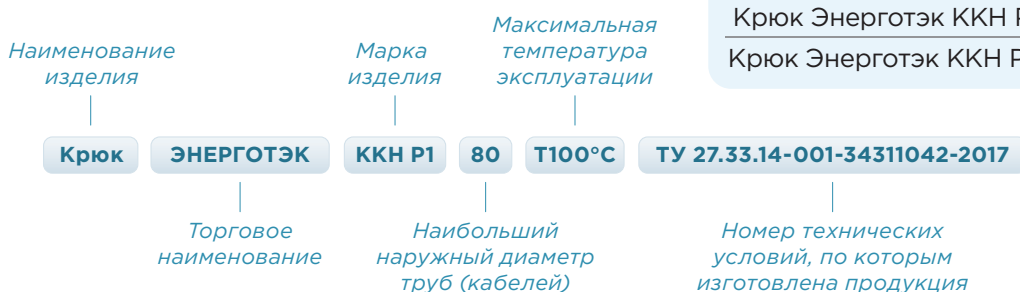 Крюк Энерготэк ККН
Крюк Энерготэк ККН
Наименование
изделия
Марка
изделия
Максимальная
температура
эксплуатации
Крюк ЭНЕРГОТЭК ККН Р1 80 Т100°С ТУ 27.33.14-001-34311042-2017
Торговое
наименование
Наибольший
наружный диаметр
труб (кабелей)
Номер технических
условий, по которым
изготовлена продукция